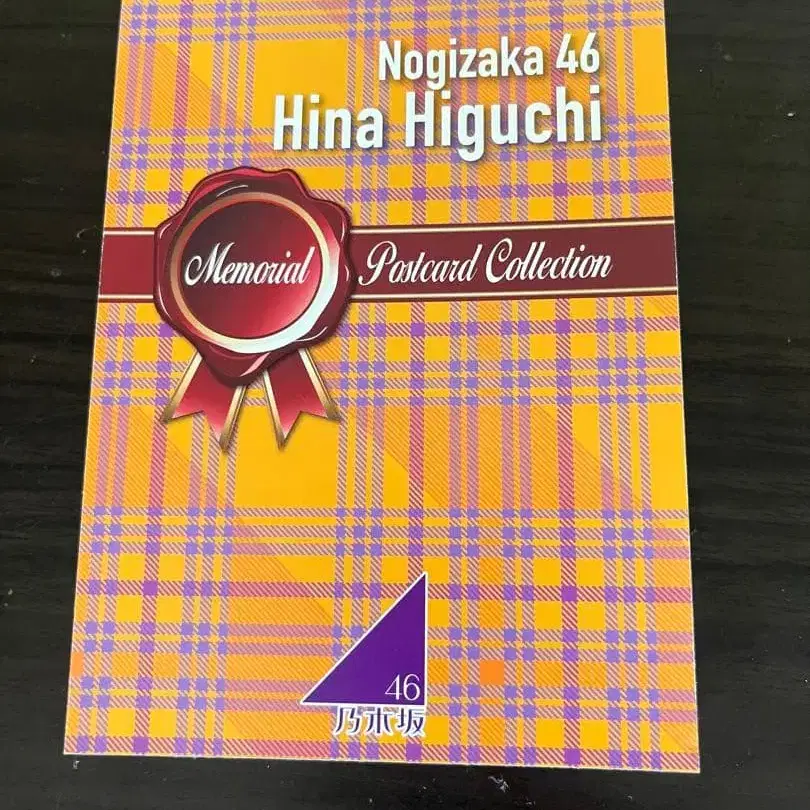 Nogizaka 46
Hina Higuchi
Memorial Postcard Collection
46
乃木坂